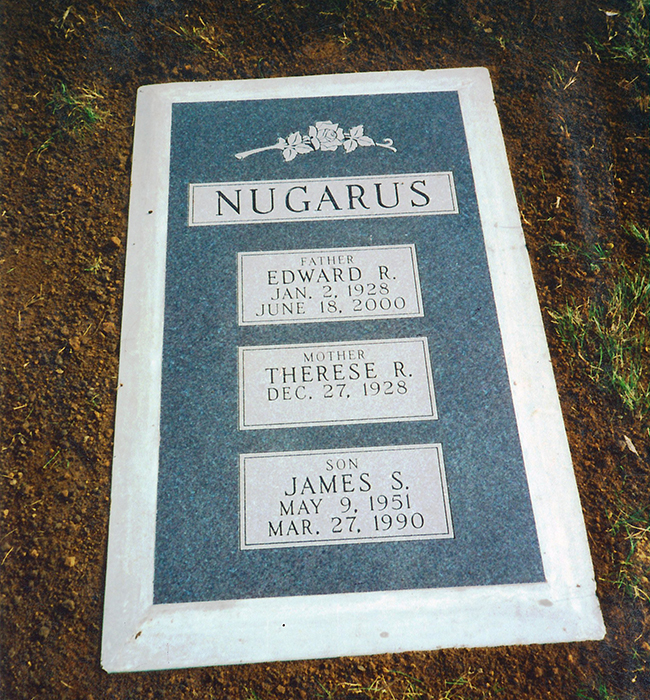 NUGARUS
FATHER
EDWARD R.
JAN. 2, 1928
JUNE 18, 2000
MOTHER
THERESE R.
DEC. 27, 1928
SON
JAMES S.
MAY 9, 1951
MAR. 27, 1990